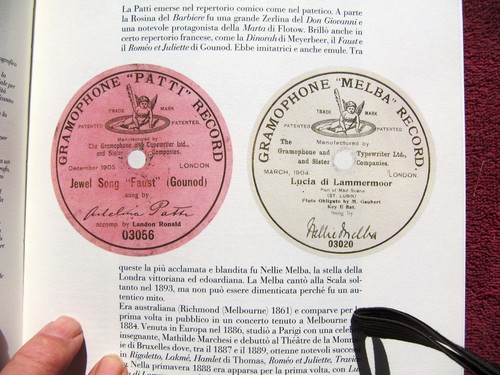 La Patti emerse nel repertorio comico come nel patetico. A parte
la Rosina del Barbiere fu una grande Zerlina del Don Giovanni e
una notevole protagonista della Marta di Flotow. Brillò anche in
certo repertorio francese, come la Dinorah di Meyerbeer, il Faust e
il Roméo et Juliette di Gounod. Ebbe imitatrici e anche emule. Tra
GRAMOPHONE "PATTI" RECORD
TRADE MARK
PATENTED. PATENTED.
Manufactured by
The Gramophone and Typewriter Ltd.,
and Sister Companies.
December 1905. LONDON
Jewel Song "Faust" (Gounod)
sung by
Adelina Patti
accomp by Landon Ronald
03056
GRAMOPHONE "MELBA" RECORD
TRADE MARK
PATENTED. PATENTED.
Manufactured by
The Gramophone and Typewriter Ltd.,
and Sister Companies.
MARCH, 1904. LONDON
Lucia di Lammermoor
Part of Mad Scene
Flute Obligato by M. Gaubert
Key E flat.
Sung by
Nellie Melba
03020
queste la più acclamata e blandita fu Nellie Melba, la stella della
Londra vittoriana ed edoardiana. La Melba cantò alla Scala sol-
tanto nel 1893, ma non può essere dimenticata perché fu un au-
tentico mito.
Era australiana (Richmond (Melbourne) 1861) e comparve per
prima volta in pubblico in un concerto tenuto a Melbourne
1884. Venuta in Europa nel 1886, studiò a Parigi con una celeb
insegnante, Mathilde Marchesi e debuttò al Théâtre de la Monna
ie di Bruxelles dove, tra il 1887 e il 1889, ottenne notevoli successi
in Rigoletto, Lakmé, Hamlet di Thomas, Roméo et Juliette, Travia
Nella primavera 1888 era apparsa per la prima volta, con Lu